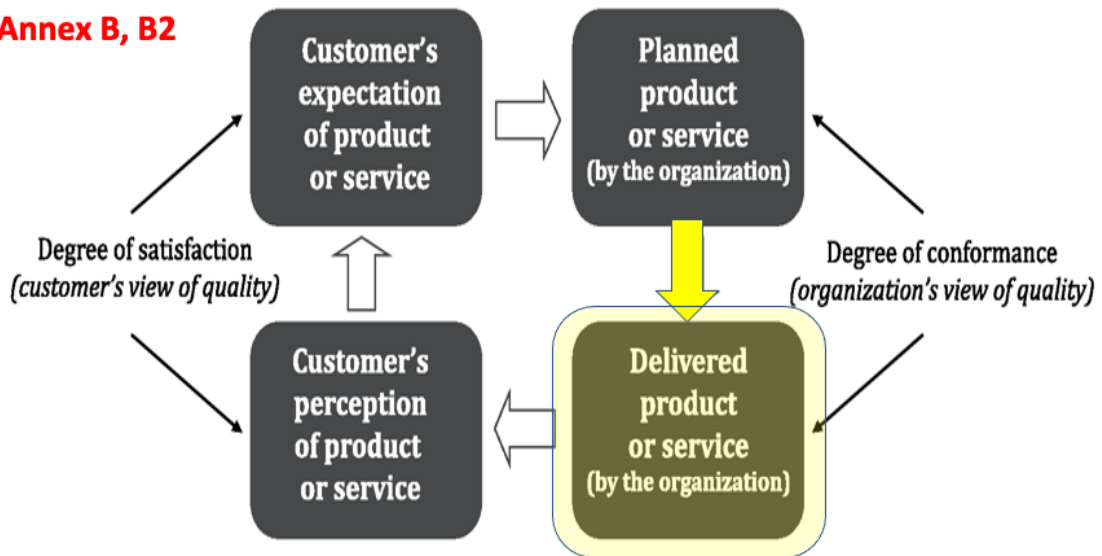 Annex B, B2
Customer’s
expectation
of product
or service
Planned
product
or service
(by the organization)
Degree of satisfaction
(customer’s view of quality)
Degree of conformance
(organization’s view of quality)
Customer’s
perception
of product
or service
Delivered
product
or service
(by the organization)